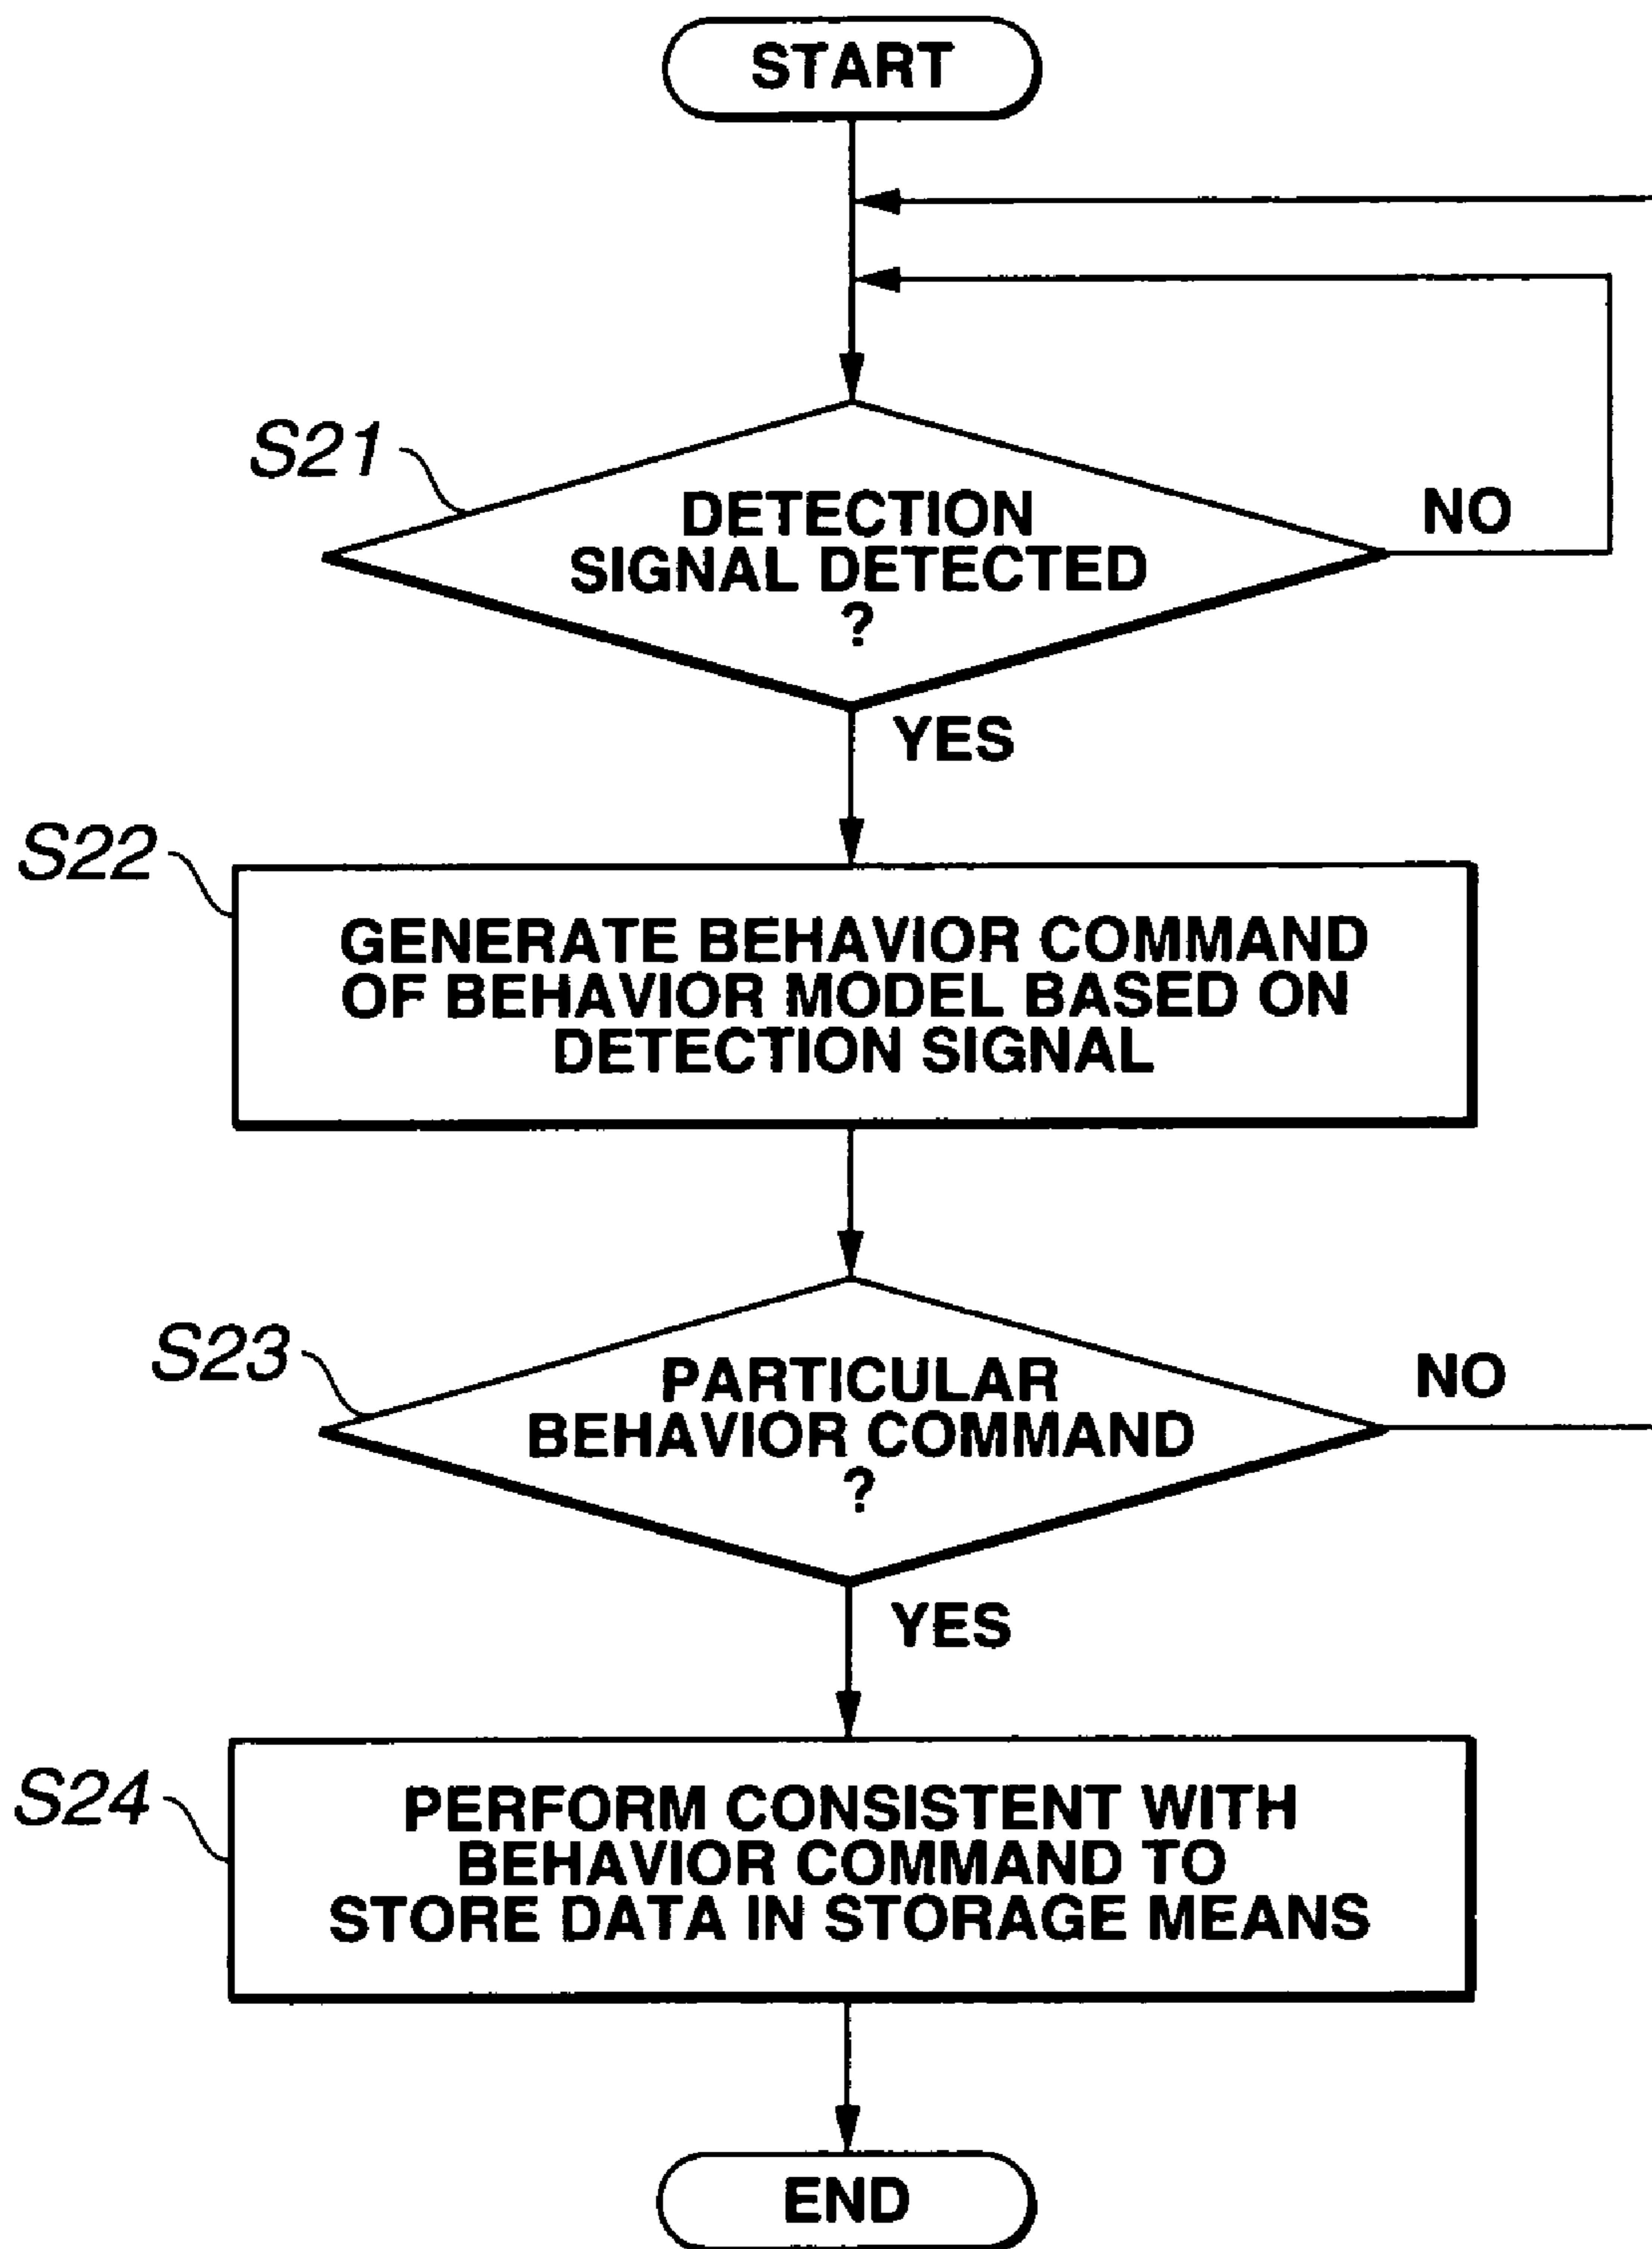 START
S21
DETECTION
SIGNAL DETECTED
?
NO
YES
S22
GENERATE BEHAVIOR COMMAND
OF BEHAVIOR MODEL BASED ON
DETECTION SIGNAL
S23
PARTICULAR
BEHAVIOR COMMAND
?
NO
YES
S24
PERFORM CONSISTENT WITH
BEHAVIOR COMMAND TO
STORE DATA IN STORAGE MEANS
END